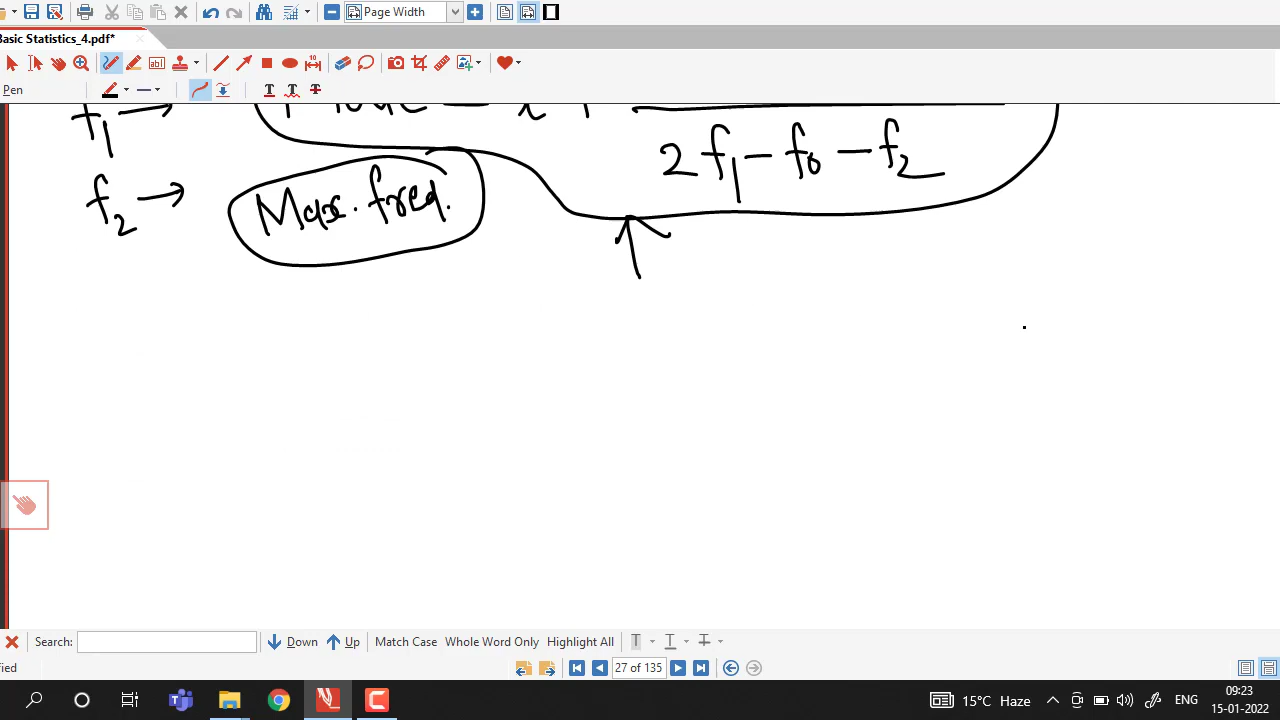 Page Width
Basic Statistics_4.pdf*
Pen
f1 →
2f1 - f0 - f2
f2 → Max. freq.
Search:
Down Up Match Case Whole Word Only Highlight All
27 of 135
15°C Haze
ENG
09:23
15-01-2022